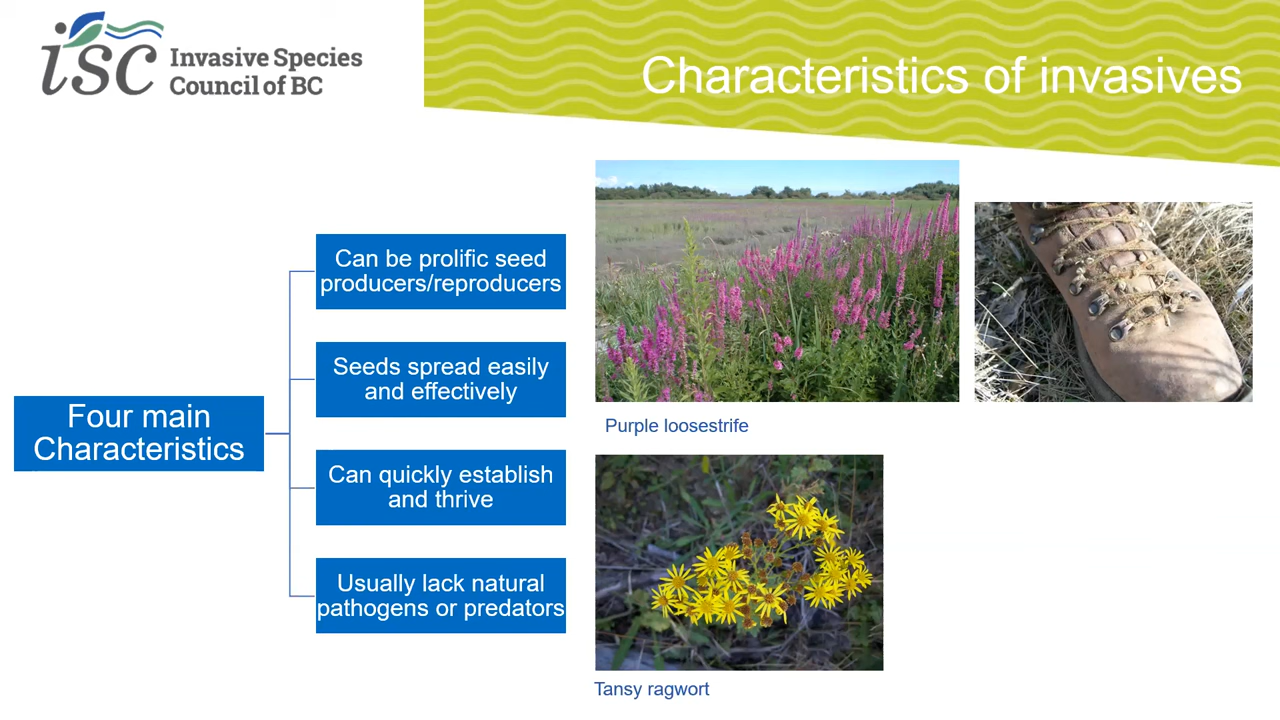 isc
Invasive Species
Council of BC
Characteristics of invasives
Four main
Characteristics
Can be prolific seed
producers/reproducers
Seeds spread easily
and effectively
Can quickly establish
and thrive
Usually lack natural
pathogens or predators
Purple loosestrife
Tansy ragwort